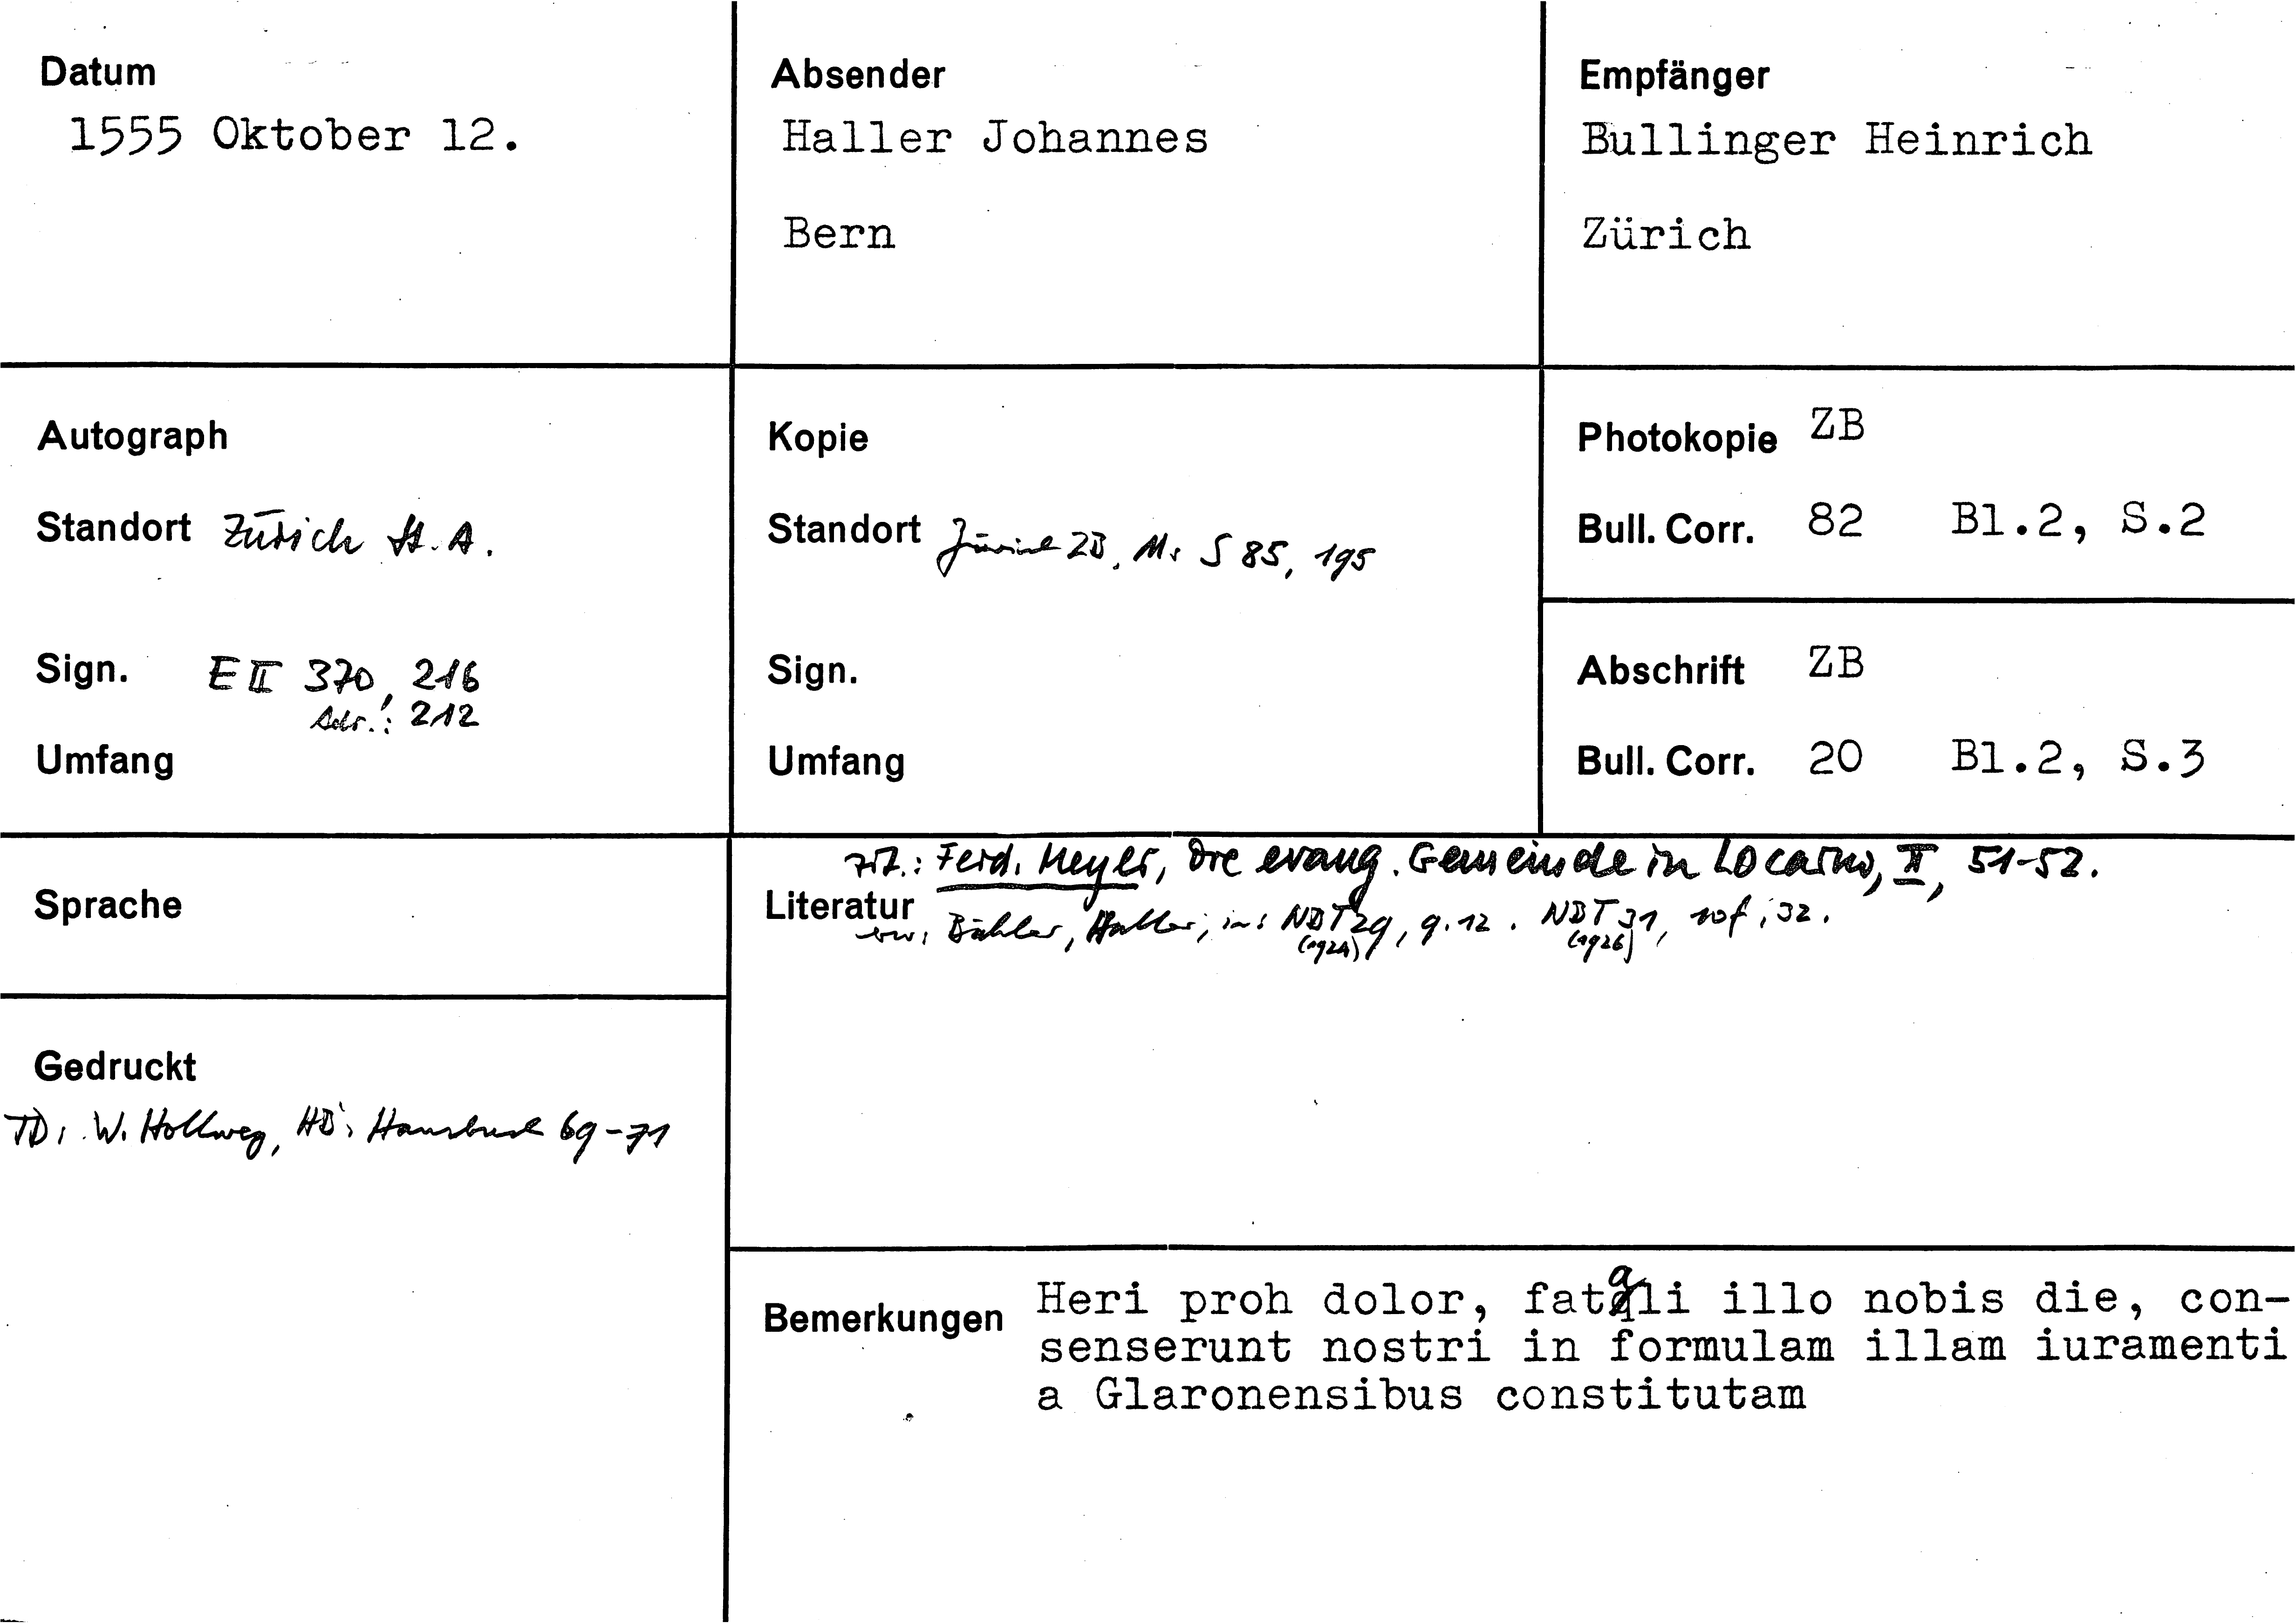 Datum
1555 Oktober 12.
Absender
Haller Johannes
Bern
Empfänger
Bullinger Heinrich
Zürich
Autograph
Standort Zürich St. A.
Sign. E II 370, 216
Adr.!: 212
Umfang
Kopie
Standort Zürich ZB, Ms S 85, 195
Sign.
Umfang
Photokopie ZB
Bull. Corr. 82 Bl.2, S.2
Abschrift ZB
Bull. Corr. 20 Bl.2, S.3
Sprache
Gedruckt
TD: W. Hollweg, HB's Hausbuch 69-71
zit.: Ferd. Meyer, Die evang. Gemeinde in Locarno, II, 51-52.
Literatur
Bähler, Haller, in: NBT 29, 9.12. NBT 31, 10f; 32.
(1924) (1926)
Bemerkungen Heri proh dolor, fatali illo nobis die, con-
senserunt nostri in formulam illam iuramenti
a Glaronensibus constitutam